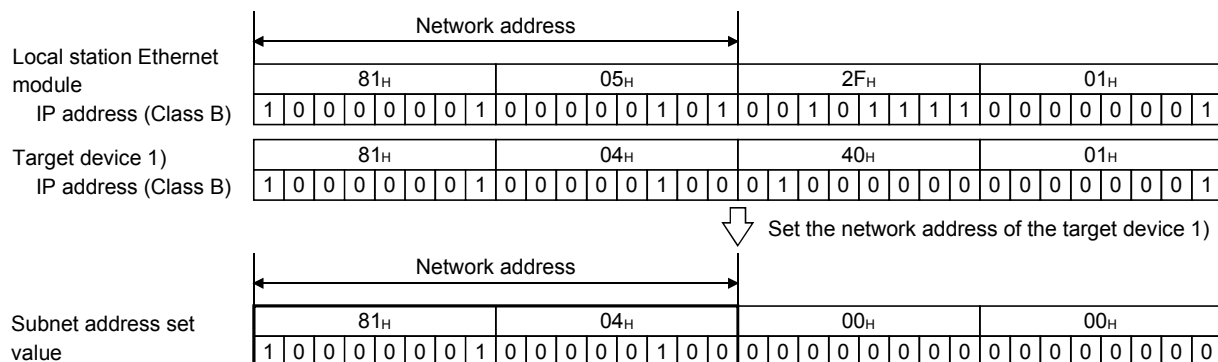 Network address
Local station Ethernet
module
81H 05H 2FH 01H
IP address (Class B) 1 0 0 0 0 0 0 1 0 0 0 0 0 1 0 1 0 0 1 0 1 1 1 1 0 0 0 0 0 0 0 1
Target device 1) 81H 04H 40H 01H
IP address (Class B) 1 0 0 0 0 0 0 1 0 0 0 0 0 1 0 0 0 1 0 0 0 0 0 0 0 0 0 0 0 0 0 1
Set the network address of the target device 1)
Network address
Subnet address set 81H 04H 00H 00H
value 1 0 0 0 0 0 0 1 0 0 0 0 0 1 0 0 0 0 0 0 0 0 0 0 0 0 0 0 0 0 0 0